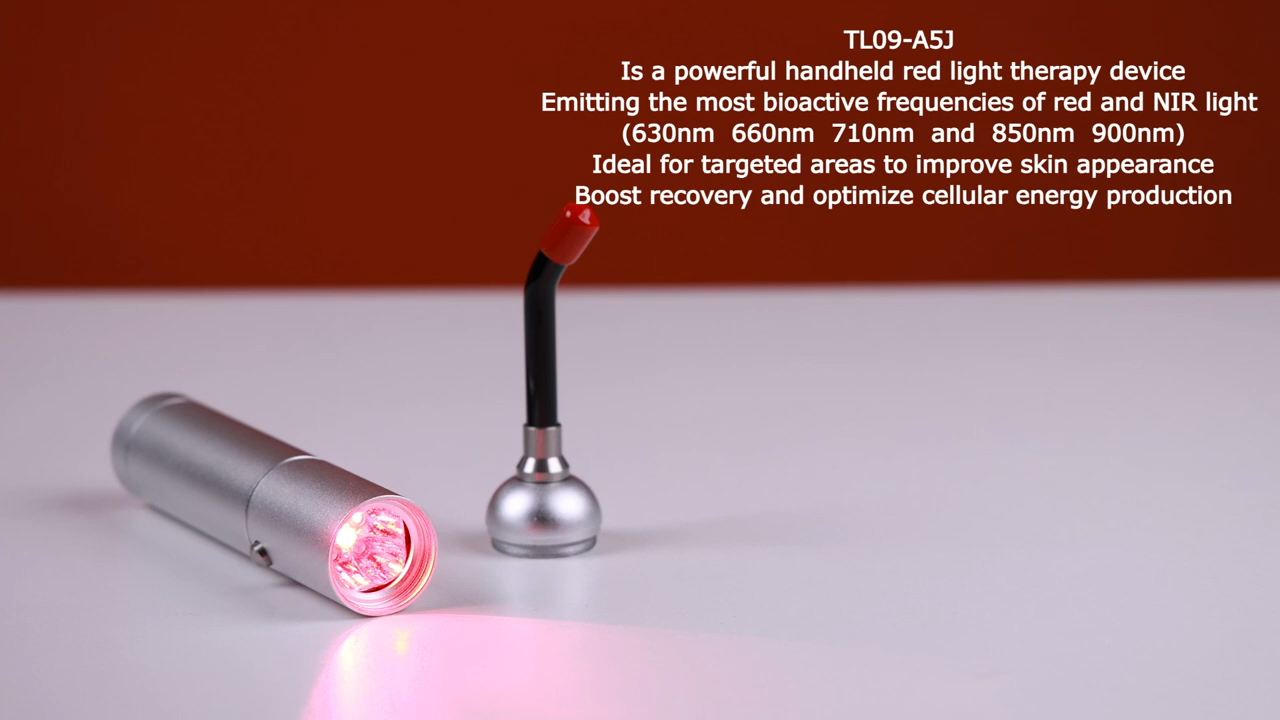 TL09-A5J
Is a powerful handheld red light therapy device
Emitting the most bioactive frequencies of red and NIR light
(630nm 660nm 710nm and 850nm 900nm)
Ideal for targeted areas to improve skin appearance
Boost recovery and optimize cellular energy production